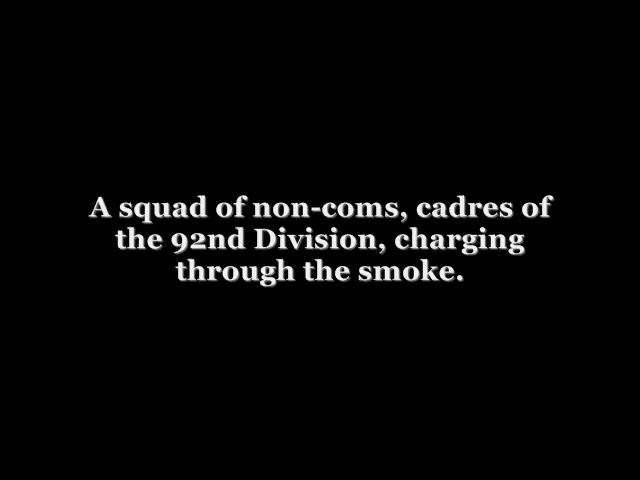 A squad of non-coms, cadres of
the 92nd Division, charging
through the smoke.